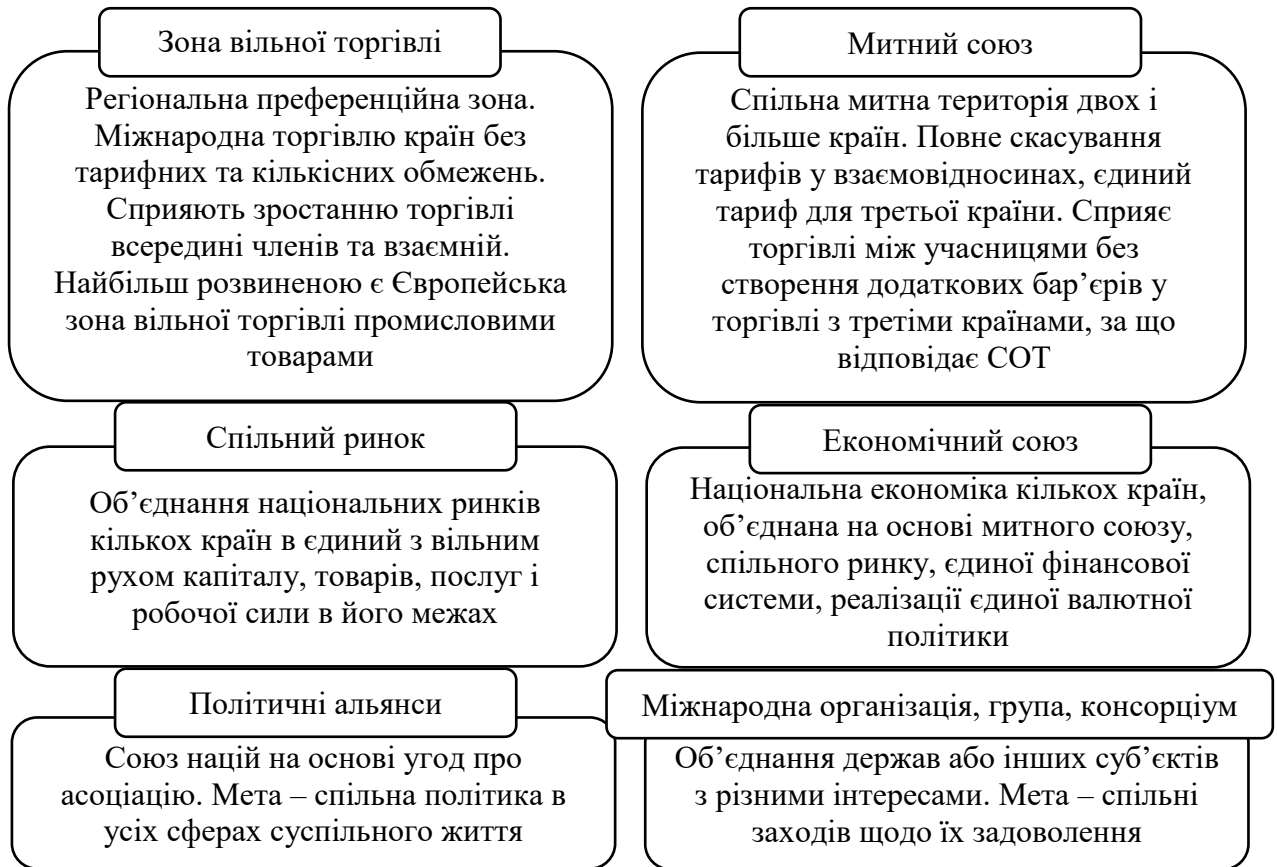 Зона вільної торгівлі
Регіональна преференційна зона.
Міжнародна торгівлю країн без
тарифних та кількісних обмежень.
Сприяють зростанню торгівлі
всередині членів та взаємній.
Найбільш розвиненою є Європейська
зона вільної торгівлі промисловими
товарами
Митний союз
Спільна митна територія двох і
більше країн. Повне скасування
тарифів у взаємовідносинах, єдиний
тариф для третьої країни. Сприяє
торгівлі між учасницями без
створення додаткових бар’єрів у
торгівлі з третіми країнами, за що
відповідає СОТ
Спільний ринок
Об’єднання національних ринків
кількох країн в єдиний з вільним
рухом капіталу, товарів, послуг і
робочої сили в його межах
Економічний союз
Національна економіка кількох країн,
об’єднана на основі митного союзу,
спільного ринку, єдиної фінансової
системи, реалізації єдиної валютної
політики
Політичні альянси
Союз націй на основі угод про
асоціацію. Мета – спільна політика в
усіх сферах суспільного життя
Міжнародна організація, група, консорціум
Об’єднання держав або інших суб’єктів
з різними інтересами. Мета – спільні
заходів щодо їх задоволення